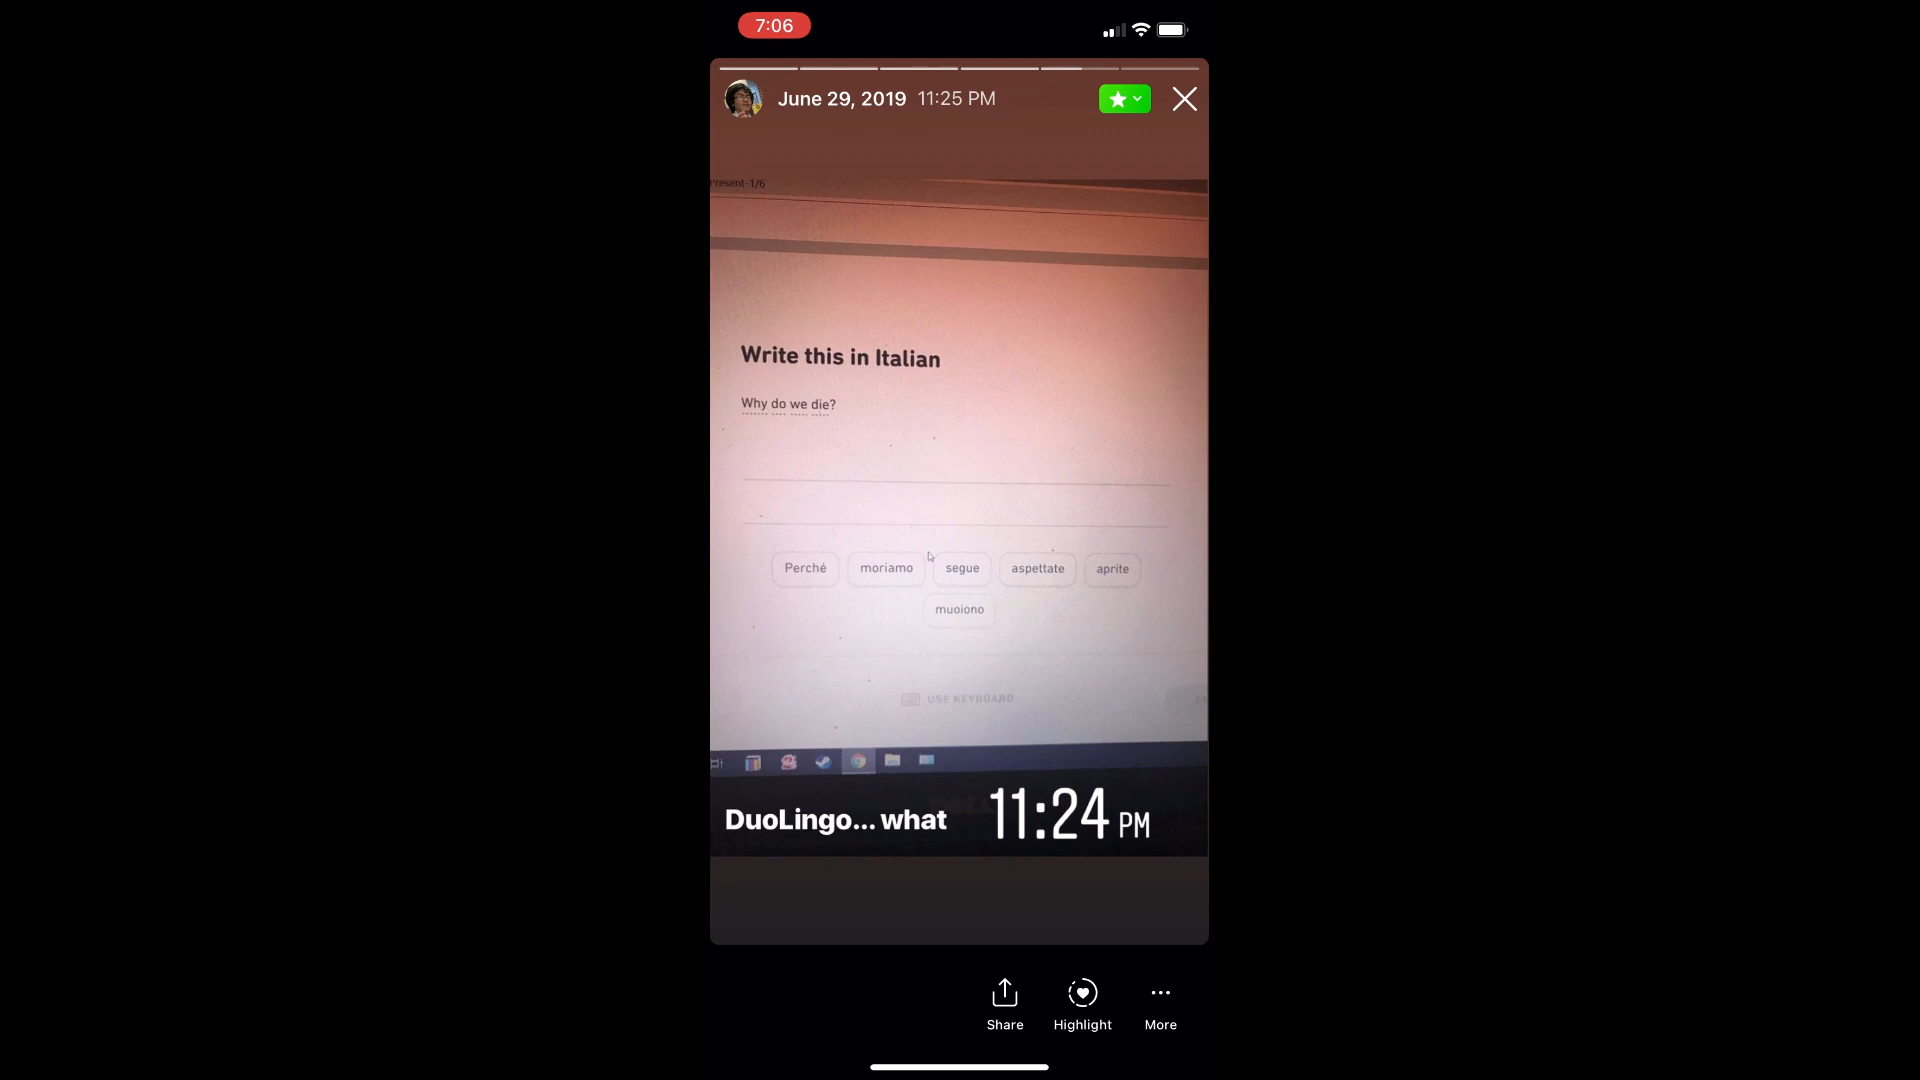 7:06
June 29, 2019 11:25 PM
Present-1/6
Write this in Italian
Why do we die?
Perché moriamo segue aspettate aprite
muoiono
USE KEYBOARD
DuoLingo... what 11:24 PM
Share Highlight More